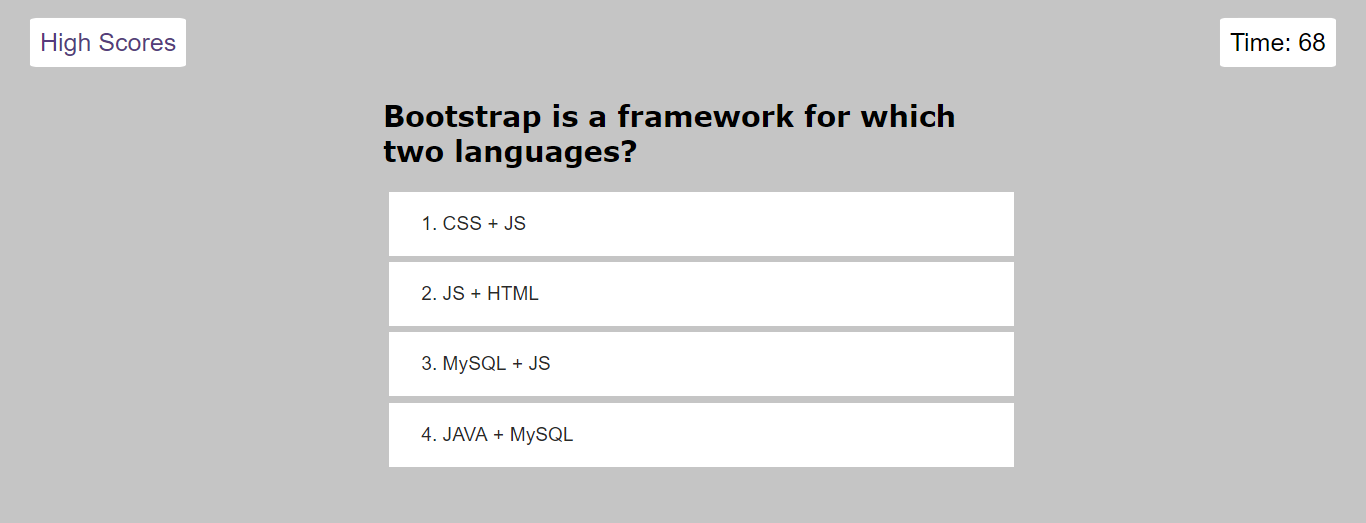 High Scores
Time: 68
Bootstrap is a framework for which
two languages?
1. CSS + JS
2. JS + HTML
3. MySQL + JS
4. JAVA + MySQL